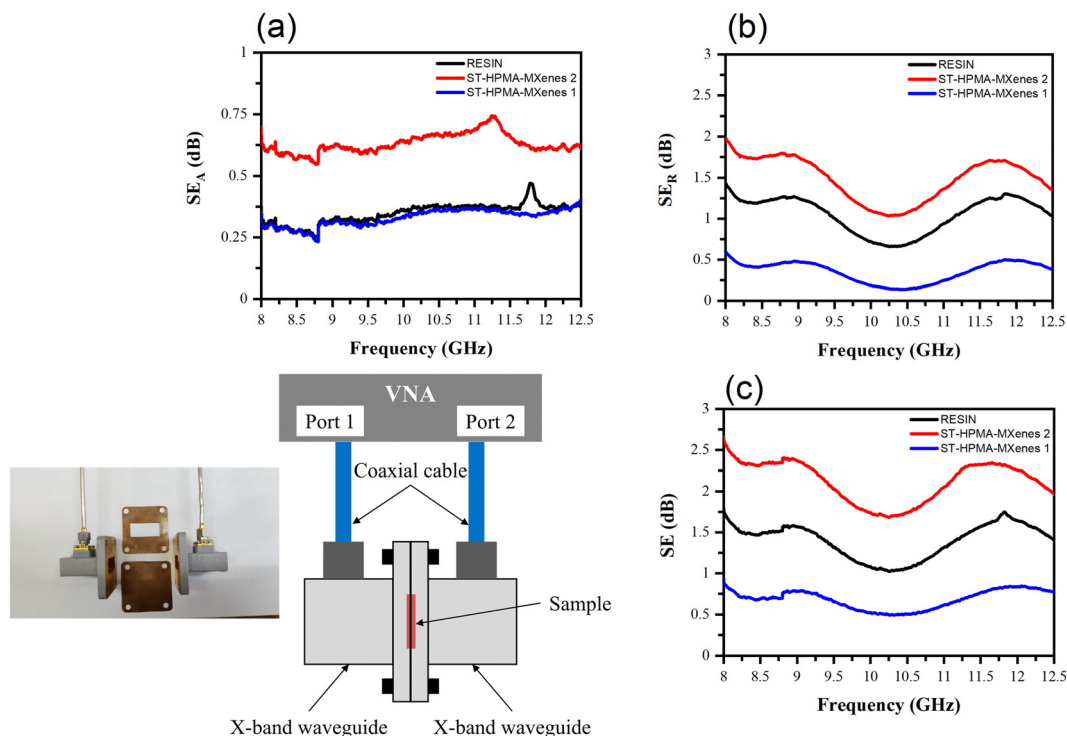 (a)
1
0.75
0.5
0.25
0
SE_A (dB)
RESIN
ST-HPMA-MXenes 2
ST-HPMA-MXenes 1
8 8.5 9 9.5 10 10.5 11 11.5 12 12.5
Frequency (GHz)
(b)
3
2.5
2
1.5
1
0.5
0
SE_R (dB)
RESIN
ST-HPMA-MXenes 2
ST-HPMA-MXenes 1
8 8.5 9 9.5 10 10.5 11 11.5 12 12.5
Frequency (GHz)
VNA
Port 1 Port 2
Coaxial cable
Sample
X-band waveguide X-band waveguide
(c)
3
2.5
2
1.5
1
0.5
0
SE (dB)
RESIN
ST-HPMA-MXenes 2
ST-HPMA-MXenes 1
8 8.5 9 9.5 10 10.5 11 11.5 12 12.5
Frequency (GHz)